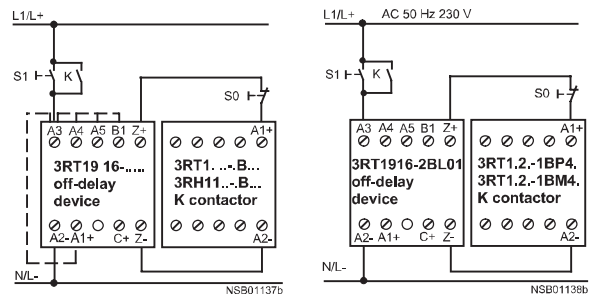 L1/L+
S1 K
S0
A3 A4 A5 B1 Z+
A1+
3RT19 16-.....
off-delay
device
3RT1. ..-.B...
3RH11..-.B...
K contactor
A2- A1+ C+ Z-
A2-
N/L-
NSB01137b
L1/L+ AC 50 Hz 230 V
S1 K
S0
A3 A4 A5 B1 Z+
A1+
3RT1916-2BL01
off-delay
device
3RT1.2.-1BP4.
3RT1.2.-1BM4.
K contactor
A2- A1+ C+ Z-
A2-
N/L-
NSB01138b